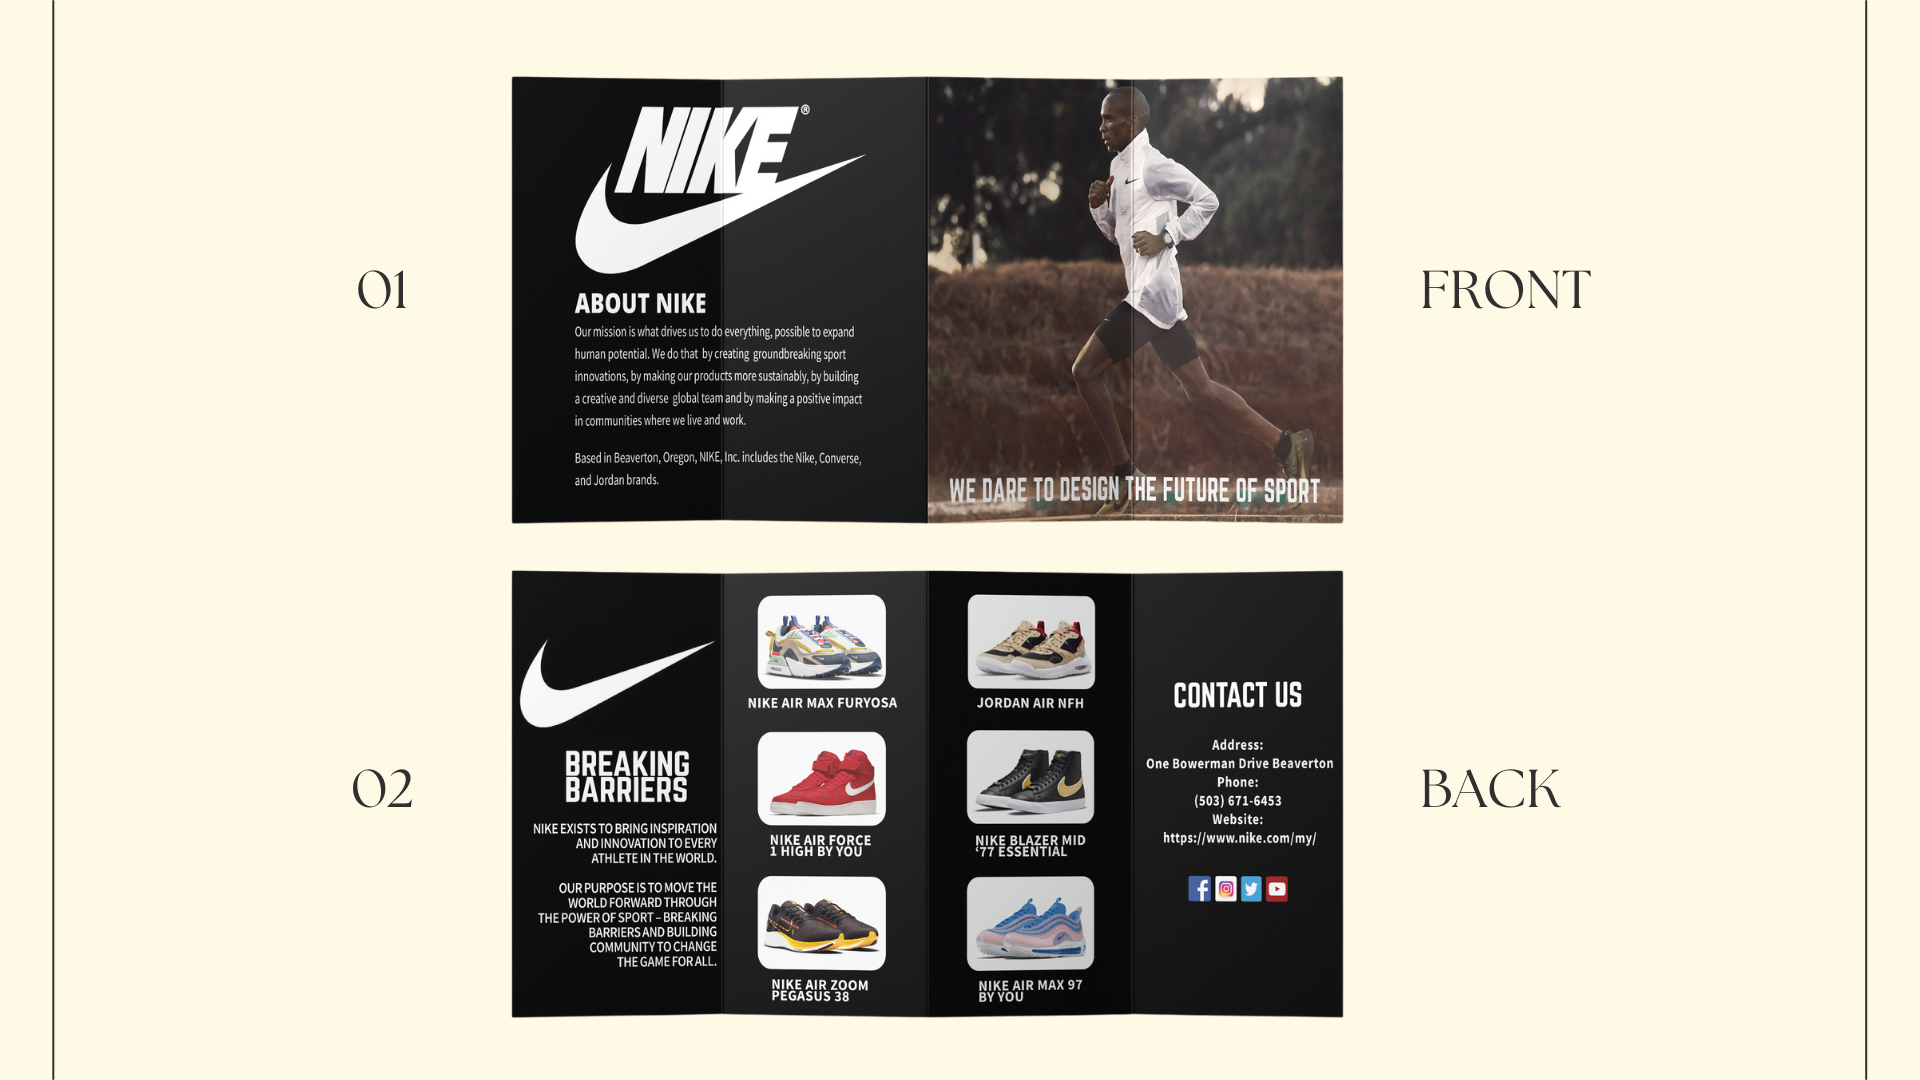 01
NIKE®
ABOUT NIKE
Our mission is what drives us to do everything, possible to expand
human potential. We do that by creating groundbreaking sport
innovations, by making our products more sustainably, by building
a creative and diverse global team and by making a positive impact
in communities where we live and work.
Based in Beaverton, Oregon, NIKE, Inc. includes the Nike, Converse,
and Jordan brands.
WE DARE TO DESIGN THE FUTURE OF SPORT
FRONT
02
BREAKING
BARRIERS
NIKE EXISTS TO BRING INSPIRATION
AND INNOVATION TO EVERY
ATHLETE IN THE WORLD.
OUR PURPOSE IS TO MOVE THE
WORLD FORWARD THROUGH
THE POWER OF SPORT – BREAKING
BARRIERS AND BUILDING
COMMUNITY TO CHANGE
THE GAME FOR ALL.
NIKE AIR MAX FURYOSA
NIKE AIR FORCE
1 HIGH BY YOU
NIKE AIR ZOOM
PEGASUS 38
JORDAN AIR NFH
NIKE BLAZER MID
‘77 ESSENTIAL
NIKE AIR MAX 97
BY YOU
CONTACT US
Address:
One Bowerman Drive Beaverton
Phone:
(503) 671-6453
Website:
https://www.nike.com/my/
BACK